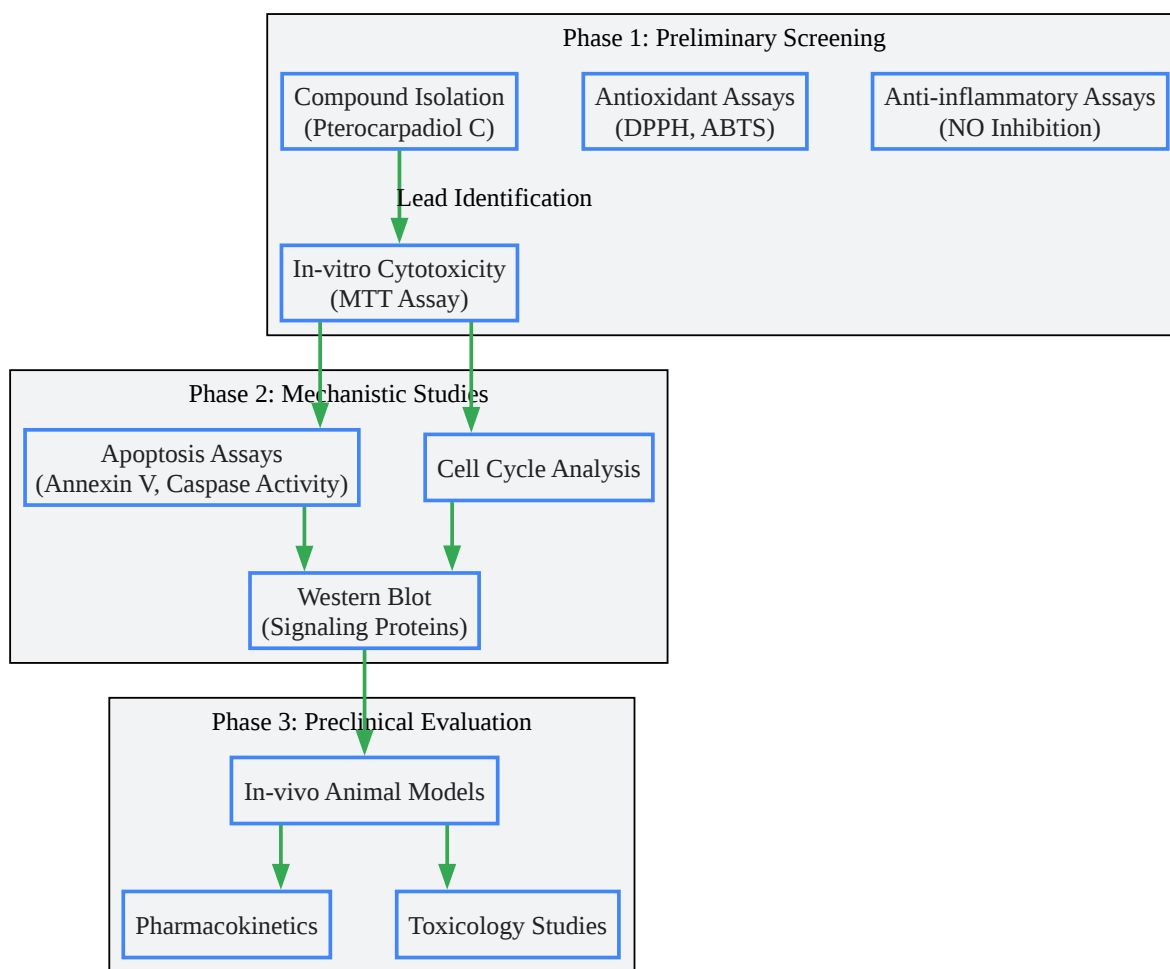 Phase 1: Preliminary Screening
Compound Isolation
(Pterocarpadiol C)
Antioxidant Assays
(DPPH, ABTS)
Anti-inflammatory Assays
(NO Inhibition)
Lead Identification
In-vitro Cytotoxicity
(MTT Assay)
Phase 2: Mechanistic Studies
Apoptosis Assays
(Annexin V, Caspase Activity)
Cell Cycle Analysis
Western Blot
(Signaling Proteins)
Phase 3: Preclinical Evaluation
In-vivo Animal Models
Pharmacokinetics
Toxicology Studies